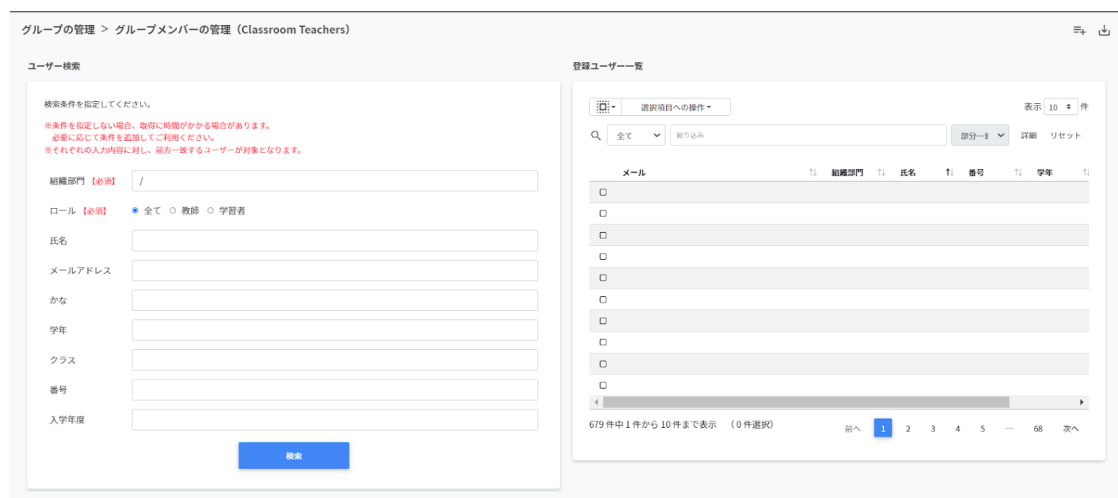 グループの管理 > グループメンバーの管理（Classroom Teachers）
ユーザー検索
検索条件を指定してください。
※条件を指定しない場合、取得に時間がかかる場合があります。
必要に応じて条件を追加してご利用ください。
※それぞれの入力内容に対し、前方一致するユーザーが対象となります。
組織部門 【必須】 /
ロール 【必須】 全て 教師 学習者
氏名
メールアドレス
かな
学年
クラス
番号
入学年度
検索
登録ユーザー一覧
選択項目への操作
表示 10 件
全て 絞り込み 部分一致 詳細 リセット
メール 組織部門 氏名 番号 学年
679 件中 1 件から 10 件まで表示 （ 0 件選択）
前へ 1 2 3 4 5 … 68 次へ